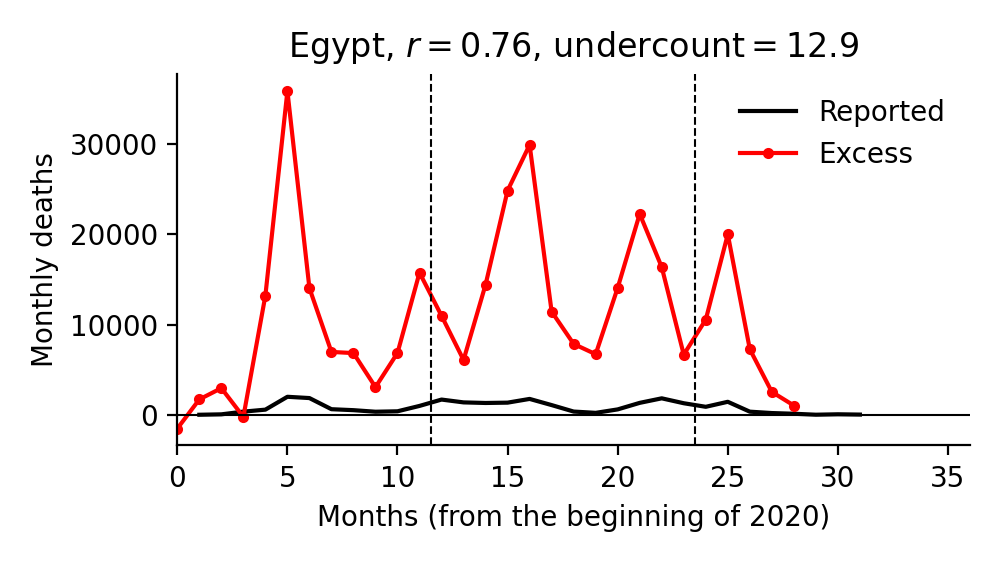 Egypt, r = 0.76, undercount = 12.9
Reported
Excess
Monthly deaths
30000
20000
10000
0
0 5 10 15 20 25 30 35
Months (from the beginning of 2020)